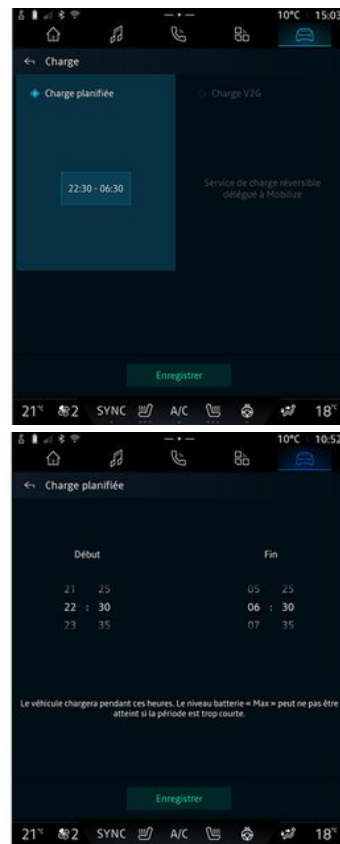 10°C 15:03
Charge
Charge planifiée
Charge V2G
22:30 - 06:30
Service de charge réversible
délégué à Mobilize
Enregistrer
21°C 2 SYNC A/C 18°C
10°C 10:52
Charge planifiée
Début Fin
21 25 05 25
22 : 30 06 : 30
23 35 07 35
Le véhicule chargera pendant ces heures. Le niveau batterie « Max » peut ne pas être
atteint si la période est trop courte.
Enregistrer
21°C 2 SYNC A/C 18°C